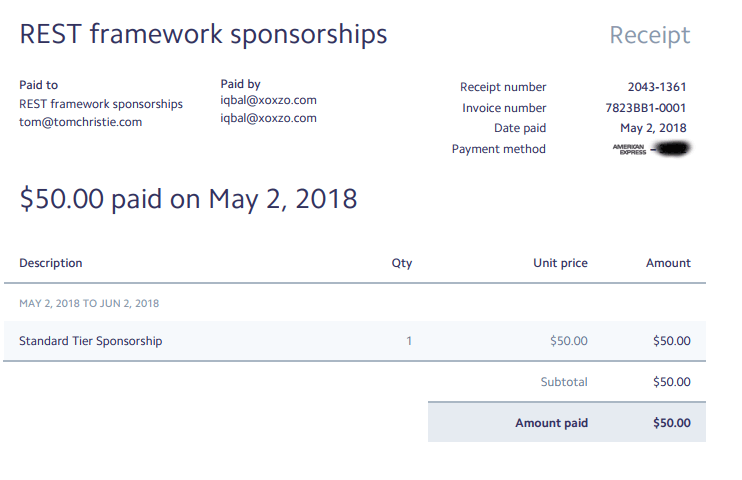 REST framework sponsorships
Receipt
Paid to
REST framework sponsorships
tom@tomchristie.com
Paid by
iqbal@xoxzo.com
iqbal@xoxzo.com
Receipt number 2043-1361
Invoice number 7823BB1-0001
Date paid May 2, 2018
Payment method AMERICAN EXPRESS –
$50.00 paid on May 2, 2018
Description Qty Unit price Amount
MAY 2, 2018 TO JUN 2, 2018
Standard Tier Sponsorship 1 $50.00 $50.00
Subtotal $50.00
Amount paid $50.00